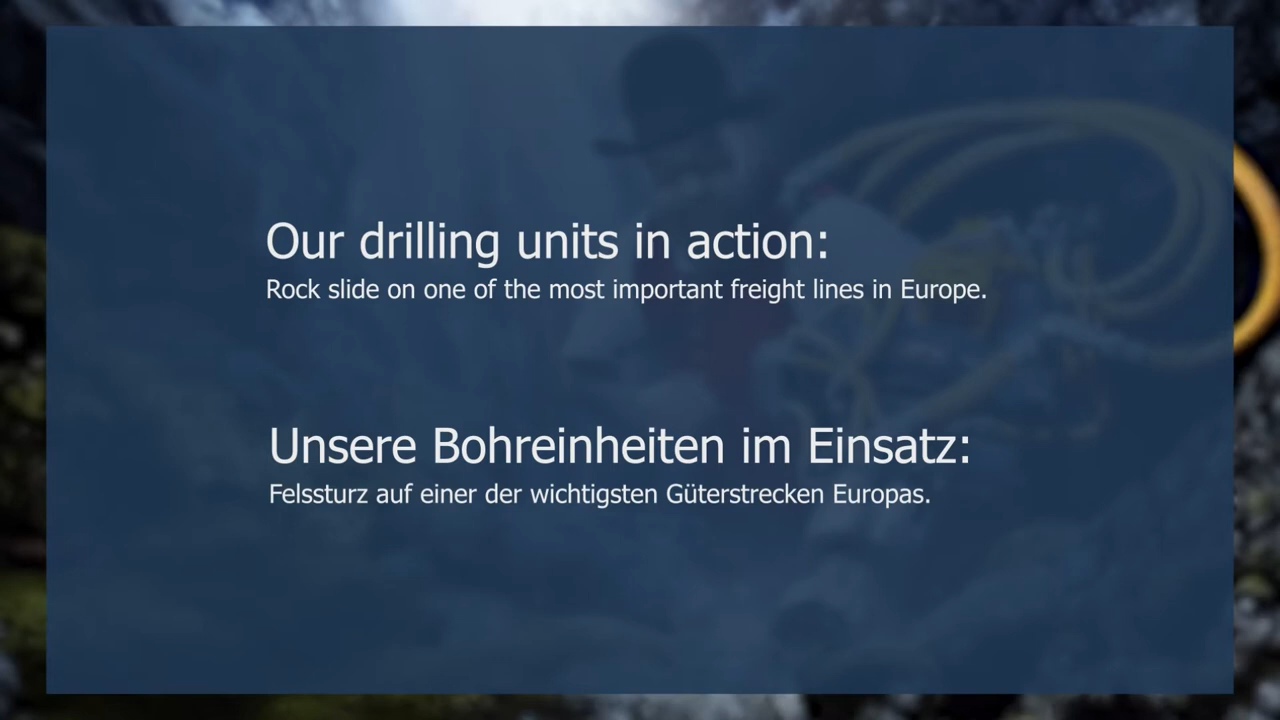 Our drilling units in action:
Rock slide on one of the most important freight lines in Europe.
Unsere Bohreinheiten im Einsatz:
Felssturz auf einer der wichtigsten Güterstrecken Europas.